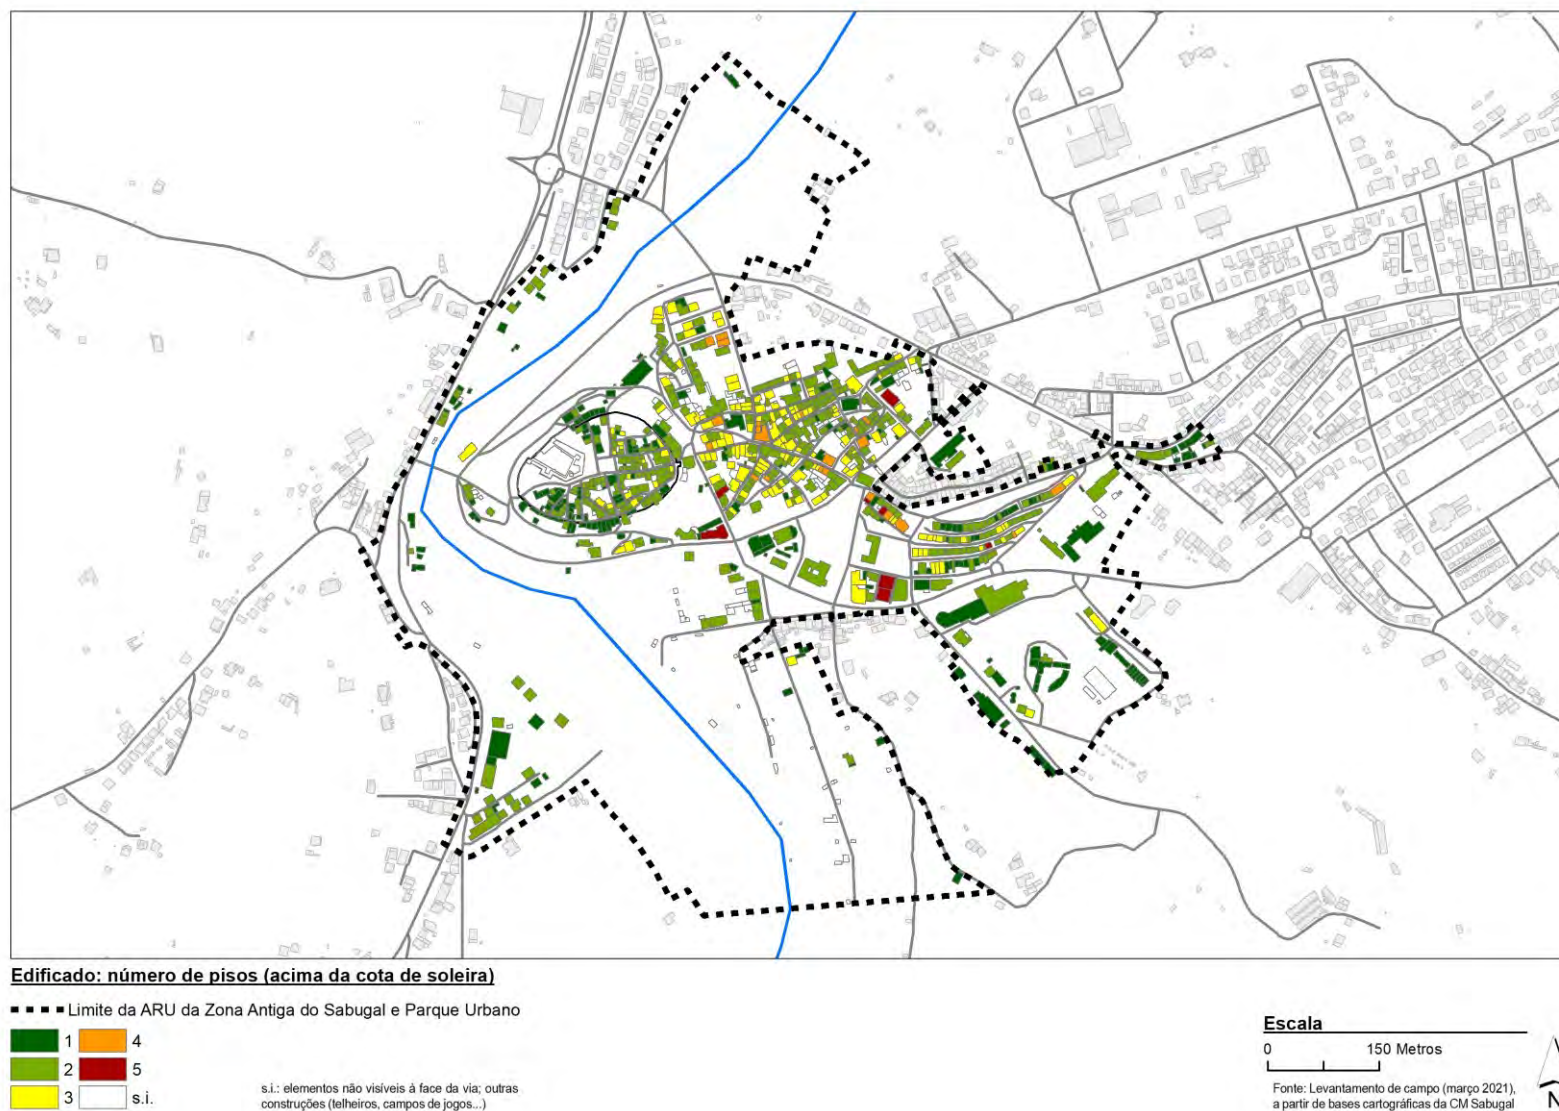 Edificado: número de pisos (acima da cota de soleira)
Limite da ARU da Zona Antiga do Sabugal e Parque Urbano
1 4
2 5
3 s.i.
s.i.: elementos não visíveis à face da via; outras
construções (telheiros, campos de jogos...)
Escala
0 150 Metros
Fonte: Levantamento de campo (março 2021),
a partir de bases cartográficas da CM Sabugal
N